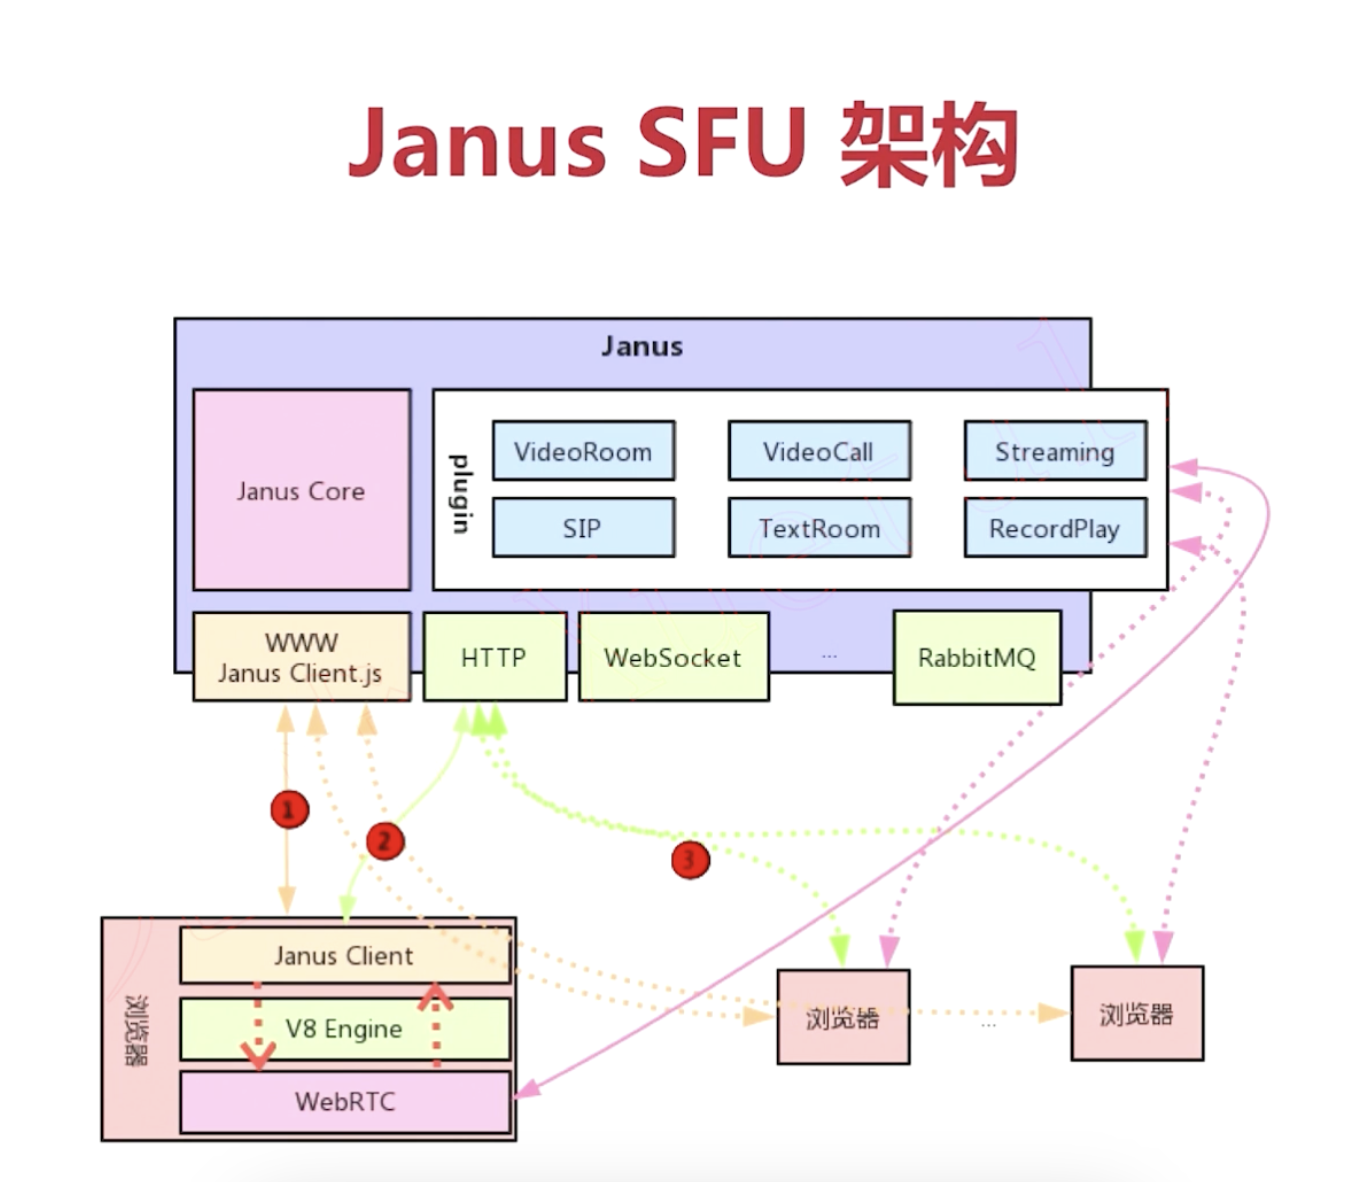 Janus SFU 架构
Janus
Janus Core
plugin
VideoRoom
VideoCall
Streaming
SIP
TextRoom
RecordPlay
WWW
Janus Client.js
HTTP
WebSocket
...
RabbitMQ
1
2
3
浏览器
Janus Client
V8 Engine
WebRTC
浏览器
...
浏览器